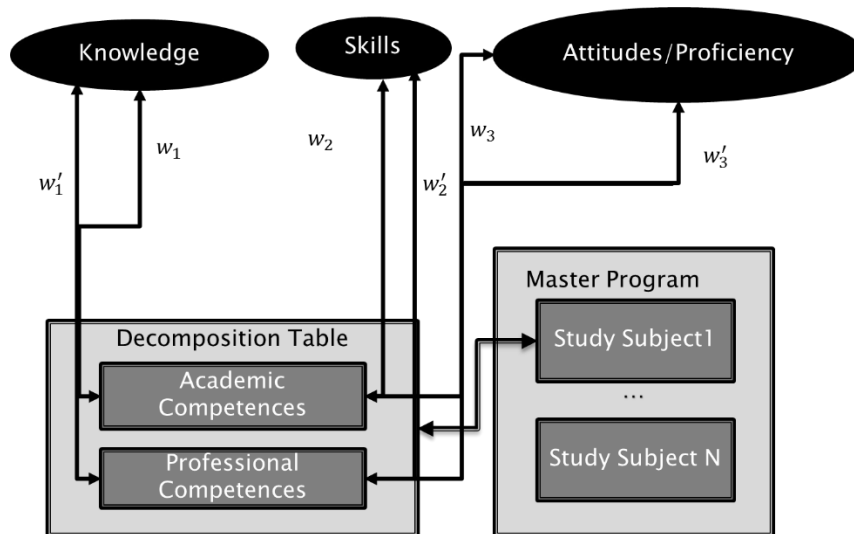 Knowledge
Skills
Attitudes/Proficiency
w₁
w₂
w₃
w′₁
w′₂
w′₃
Master Program
Decomposition Table
Study Subject1
Academic
Competences
...
Professional
Competences
Study Subject N